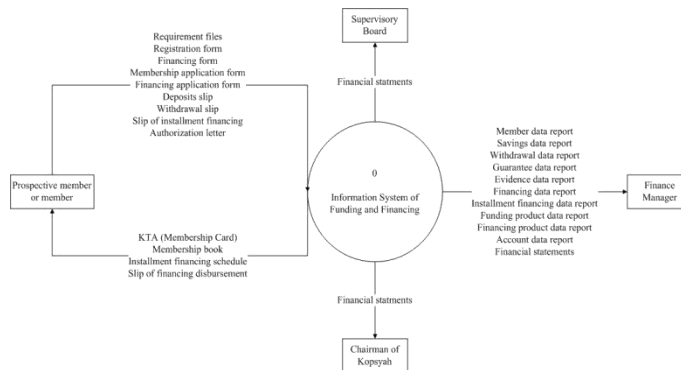 Supervisory
Board
Requirement files
Registration form
Financing form
Membership application form
Financing application form
Deposits slip
Withdrawal slip
Slip of installment financing
Authorization letter
Financial statments
Prospective member
or member
0
Information System of
Funding and Financing
Member data report
Savings data report
Withdrawal data report
Guarantee data report
Evidence data report
Financing data report
Installment financing data report
Funding product data report
Financing product data report
Account data report
Financial statements
Finance
Manager
KTA (Membership Card)
Membership book
Installment financing schedule
Slip of financing disbursement
Financial statments
Chairman of
Kopsyah